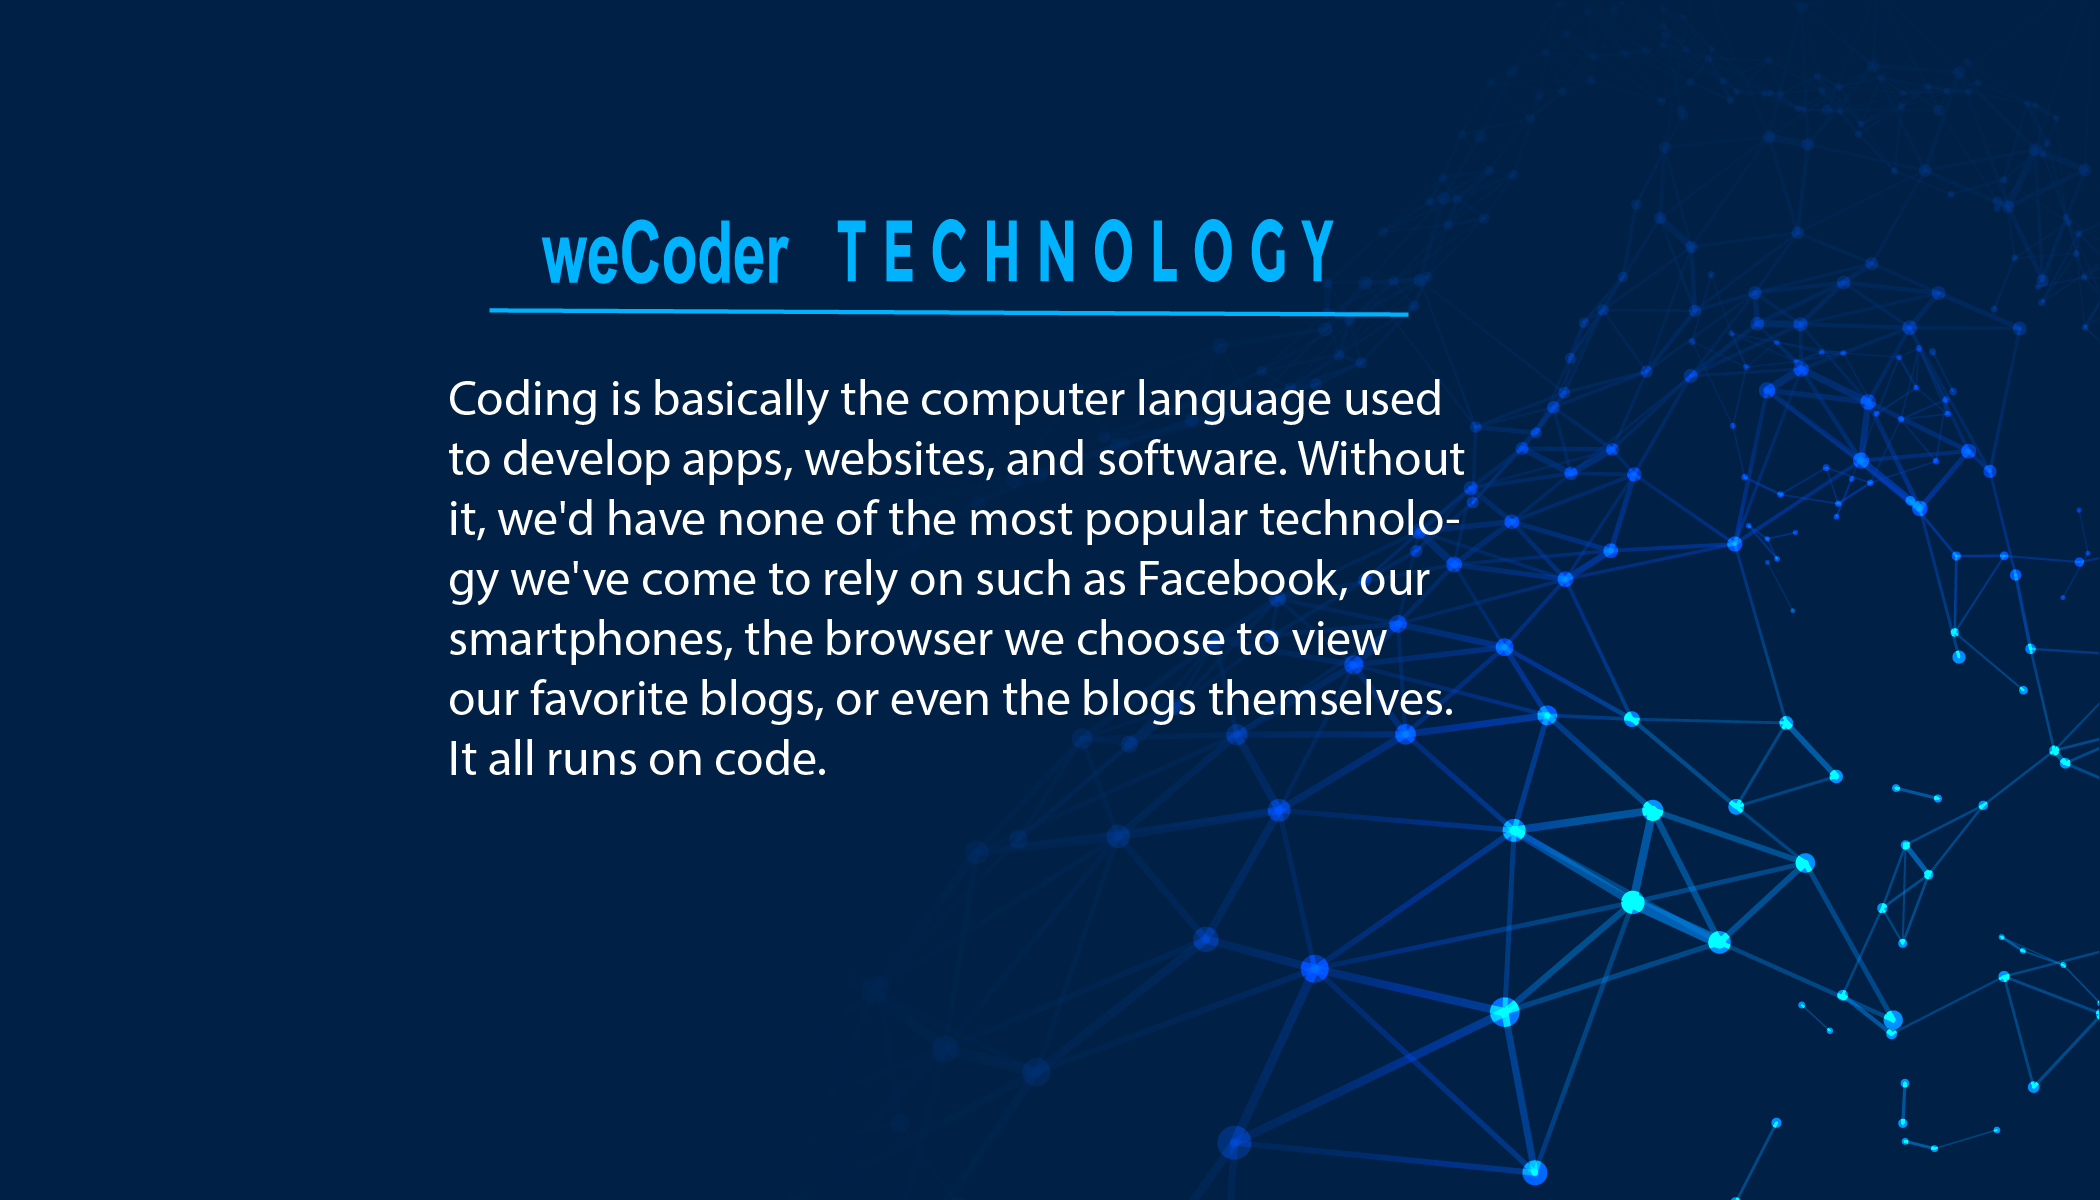 weCoder TECHNOLOGY
Coding is basically the computer language used
to develop apps, websites, and software. Without
it, we'd have none of the most popular technolo-
gy we've come to rely on such as Facebook, our
smartphones, the browser we choose to view
our favorite blogs, or even the blogs themselves.
It all runs on code.